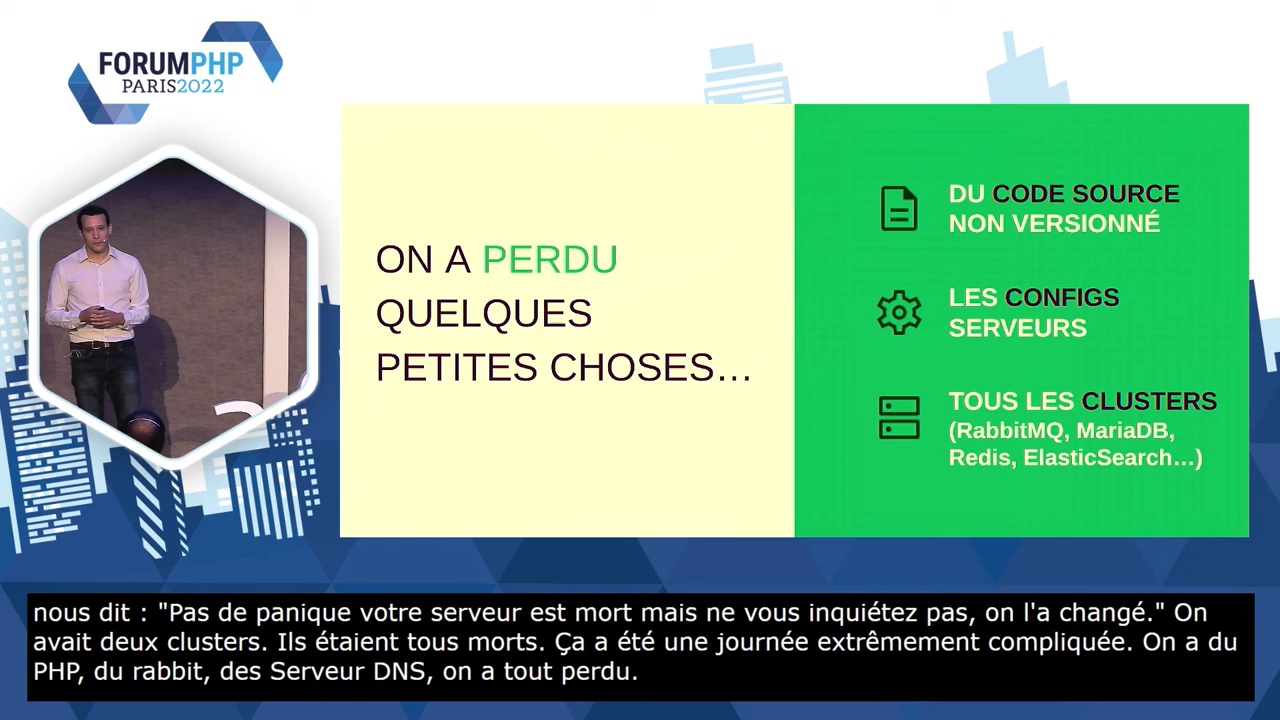 FORUMPHP
PARIS2022
ON A PERDU
QUELQUES
PETITES CHOSES...
DU CODE SOURCE
NON VERSIONNÉ
LES CONFIGS
SERVEURS
TOUS LES CLUSTERS
(RabbitMQ, MariaDB,
Redis, ElasticSearch...)
nous dit : "Pas de panique votre serveur est mort mais ne vous inquiétez pas, on l'a changé." On
avait deux clusters. Ils étaient tous morts. Ça a été une journée extrêmement compliquée. On a du
PHP, du rabbit, des Serveur DNS, on a tout perdu.